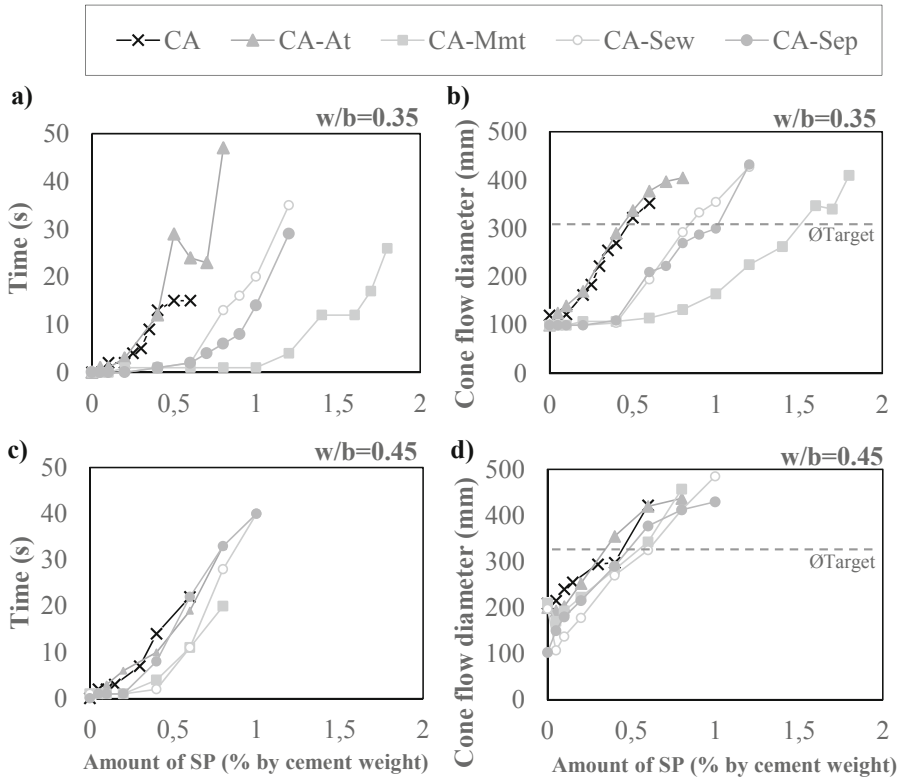 CA CA-At CA-Mmt CA-Sew CA-Sep
a) b)
w/b=0.35 w/b=0.35
50 500
40 400
30 300
20 200
10 100
0 0
Time (s)
Cone flow diameter (mm)
ØTarget
0 0,5 1 1,5 2 0 0,5 1 1,5 2
c) d)
w/b=0.45 w/b=0.45
50 500
40 400
30 300
20 200
10 100
0 0
Time (s)
Cone flow diameter (mm)
ØTarget
0 0,5 1 1,5 2 0 0,5 1 1,5 2
Amount of SP (% by cement weight) Amount of SP (% by cement weight)